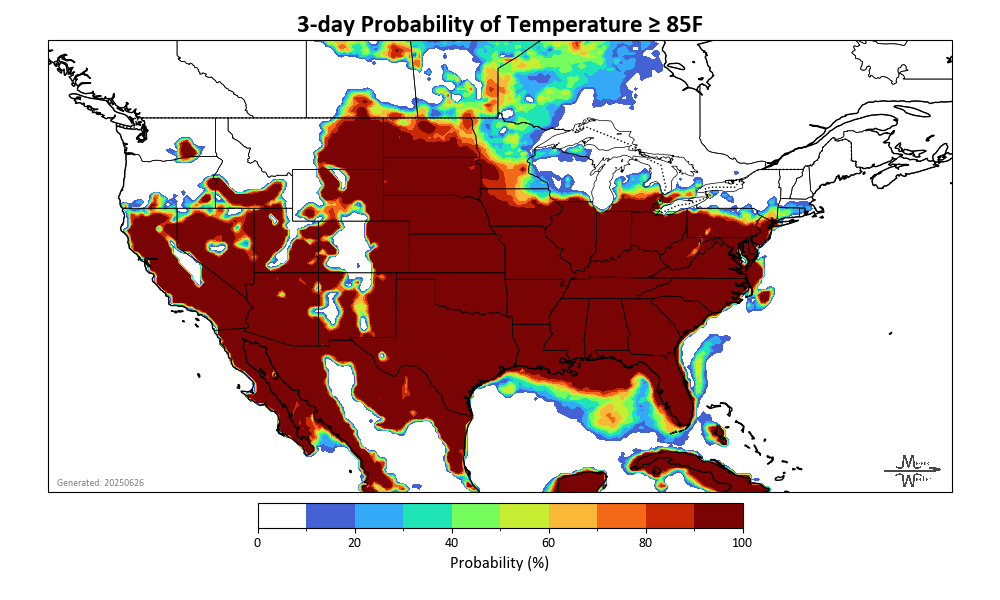 3-day Probability of Temperature ≥ 85F
Generated: 20250626
0 20 40 60 80 100
Probability (%)